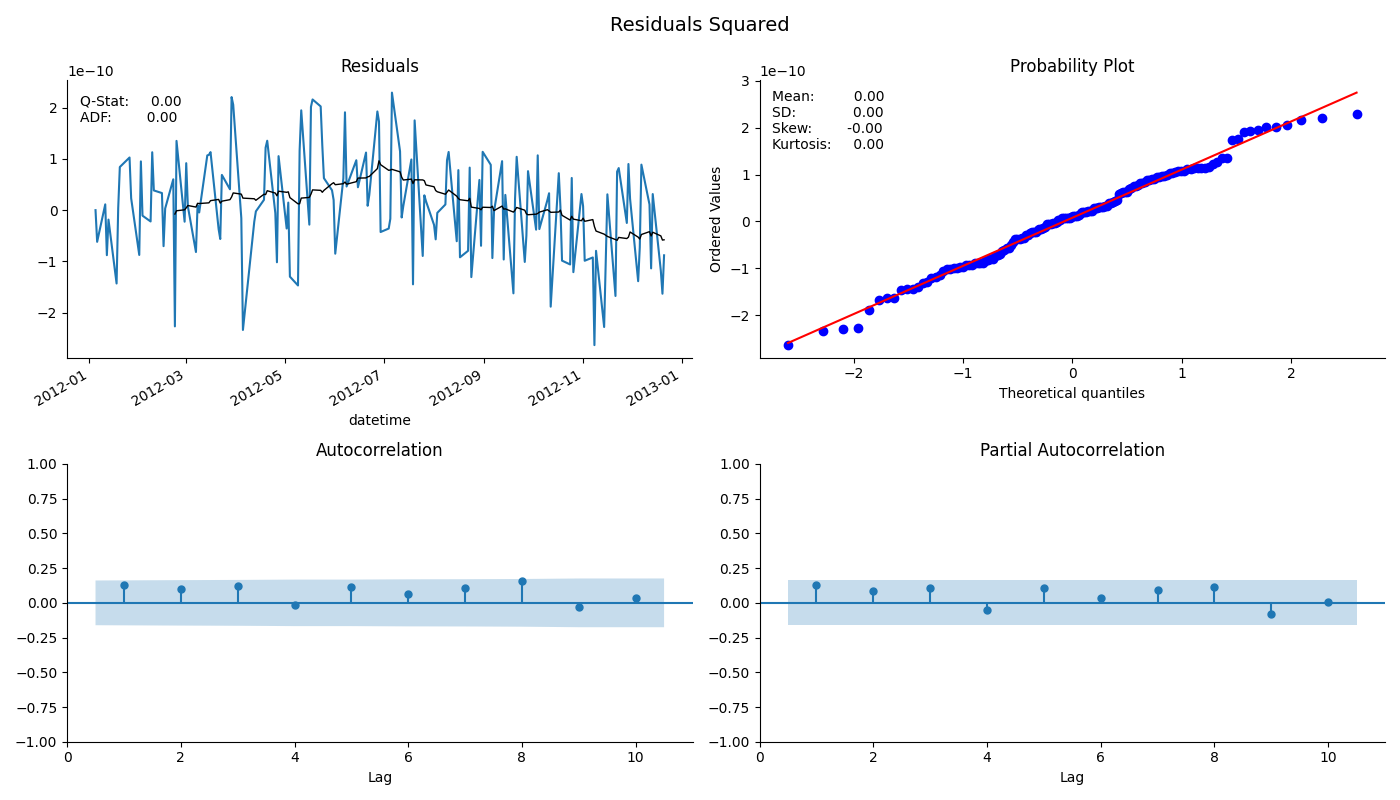 Residuals Squared
Residuals
1e−10
Q-Stat: 0.00
ADF: 0.00
2
1
0
−1
−2
2012-01
2012-03
2012-05
2012-07
2012-09
2012-11
2013-01
datetime
Probability Plot
1e−10
Mean: 0.00
SD: 0.00
Skew: -0.00
Kurtosis: 0.00
Ordered Values
3
2
1
0
−1
−2
−2
−1
0
1
2
Theoretical quantiles
Autocorrelation
1.00
0.75
0.50
0.25
0.00
−0.25
−0.50
−0.75
−1.00
0
2
4
6
8
10
Lag
Partial Autocorrelation
1.00
0.75
0.50
0.25
0.00
−0.25
−0.50
−0.75
−1.00
0
2
4
6
8
10
Lag